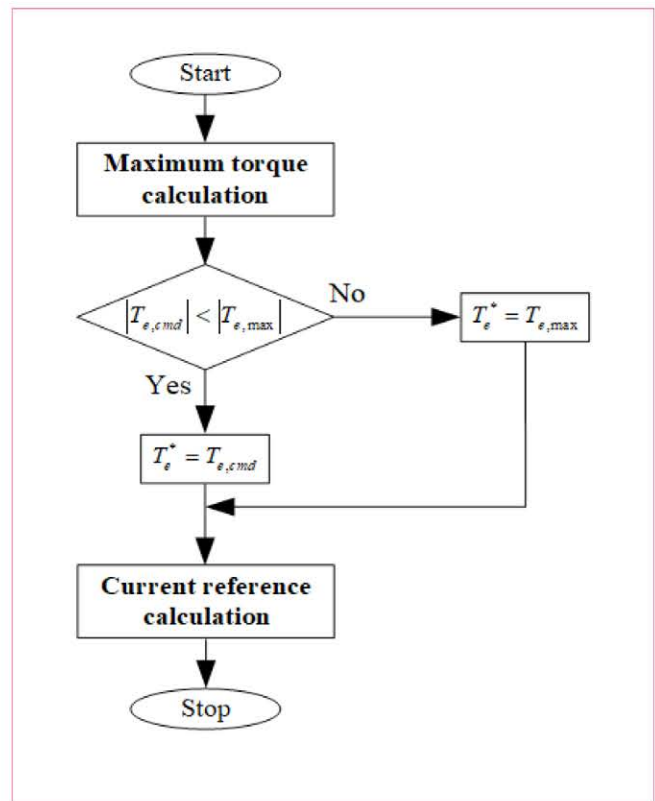 Start
Maximum torque
calculation
|T_{e,cmd}| < |T_{e,max}|
No
T_e^* = T_{e,max}
Yes
T_e^* = T_{e,cmd}
Current reference
calculation
Stop